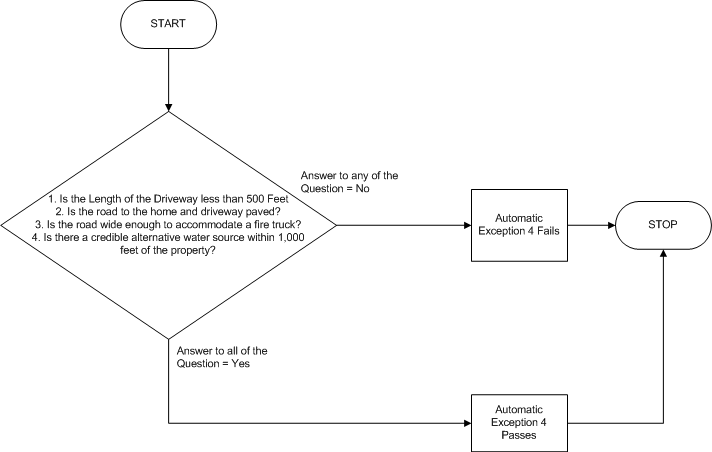 START
Answer to any of the
Question = No
1. Is the Length of the Driveway less than 500 Feet
2. Is the road to the home and driveway paved?
3. Is the road wide enough to accommodate a fire truck?
4. Is there a credible alternative water source within 1,000
feet of the property?
Automatic
Exception 4 Fails
STOP
Answer to all of the
Question = Yes
Automatic
Exception 4
Passes